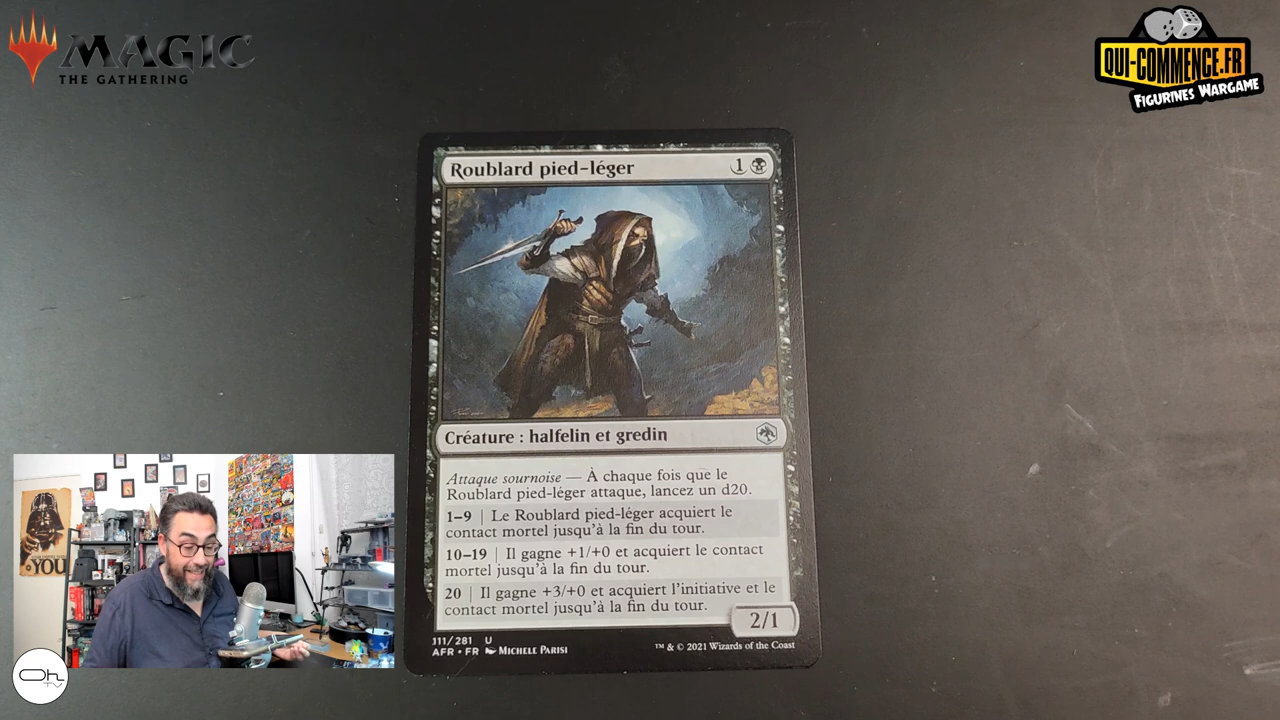 MAGIC
THE GATHERING
QUI-COMMENCE.FR
FIGURINES WARGAME
Roublard pied-léger
1
Créature : halfelin et gredin
Attaque sournoise — À chaque fois que le
Roublard pied-léger attaque, lancez un d20.
1–9 | Le Roublard pied-léger acquiert le
contact mortel jusqu'à la fin du tour.
10–19 | Il gagne +1/+0 et acquiert le contact
mortel jusqu'à la fin du tour.
20 | Il gagne +3/+0 et acquiert l'initiative et le
contact mortel jusqu'à la fin du tour.
2/1
111/281 U
AFR • FR MICHELE PARISI
™ & © 2021 Wizards of the Coast
YOU
Oh
TV